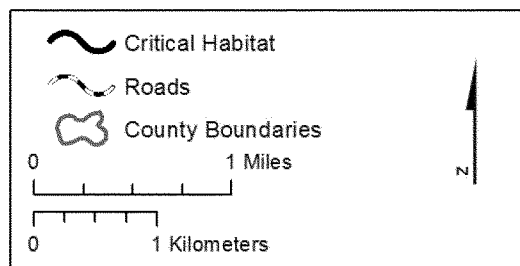 Critical Habitat
Roads
County Boundaries
0 1 Miles
0 1 Kilometers
N